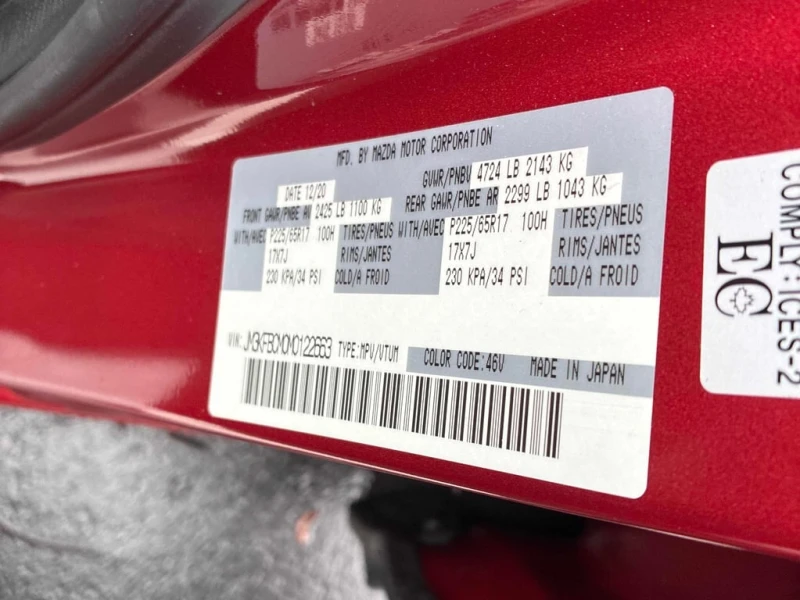 MFD. BY MAZDA MOTOR CORPORATION
DATE 12/20 GVWR/PNBV 4724 LB 2143 KG
FRONT GAWR/PNBE AV 2425 LB 1100 KG REAR GAWR/PNBE AR 2299 LB 1043 KG
WITH/AVEC P225/65R17 100H TIRES/PNEUS WITH/AVEC P225/65R17 100H TIRES/PNEUS
17X7J RIMS/JANTES 17X7J RIMS/JANTES
230 KPA/34 PSI COLD/A FROID 230 KPA/34 PSI COLD/A FROID
VIN: TYPE:MPV/VTUM COLOR CODE:46V MADE IN JAPAN
COMPLY:ICES-2
EC